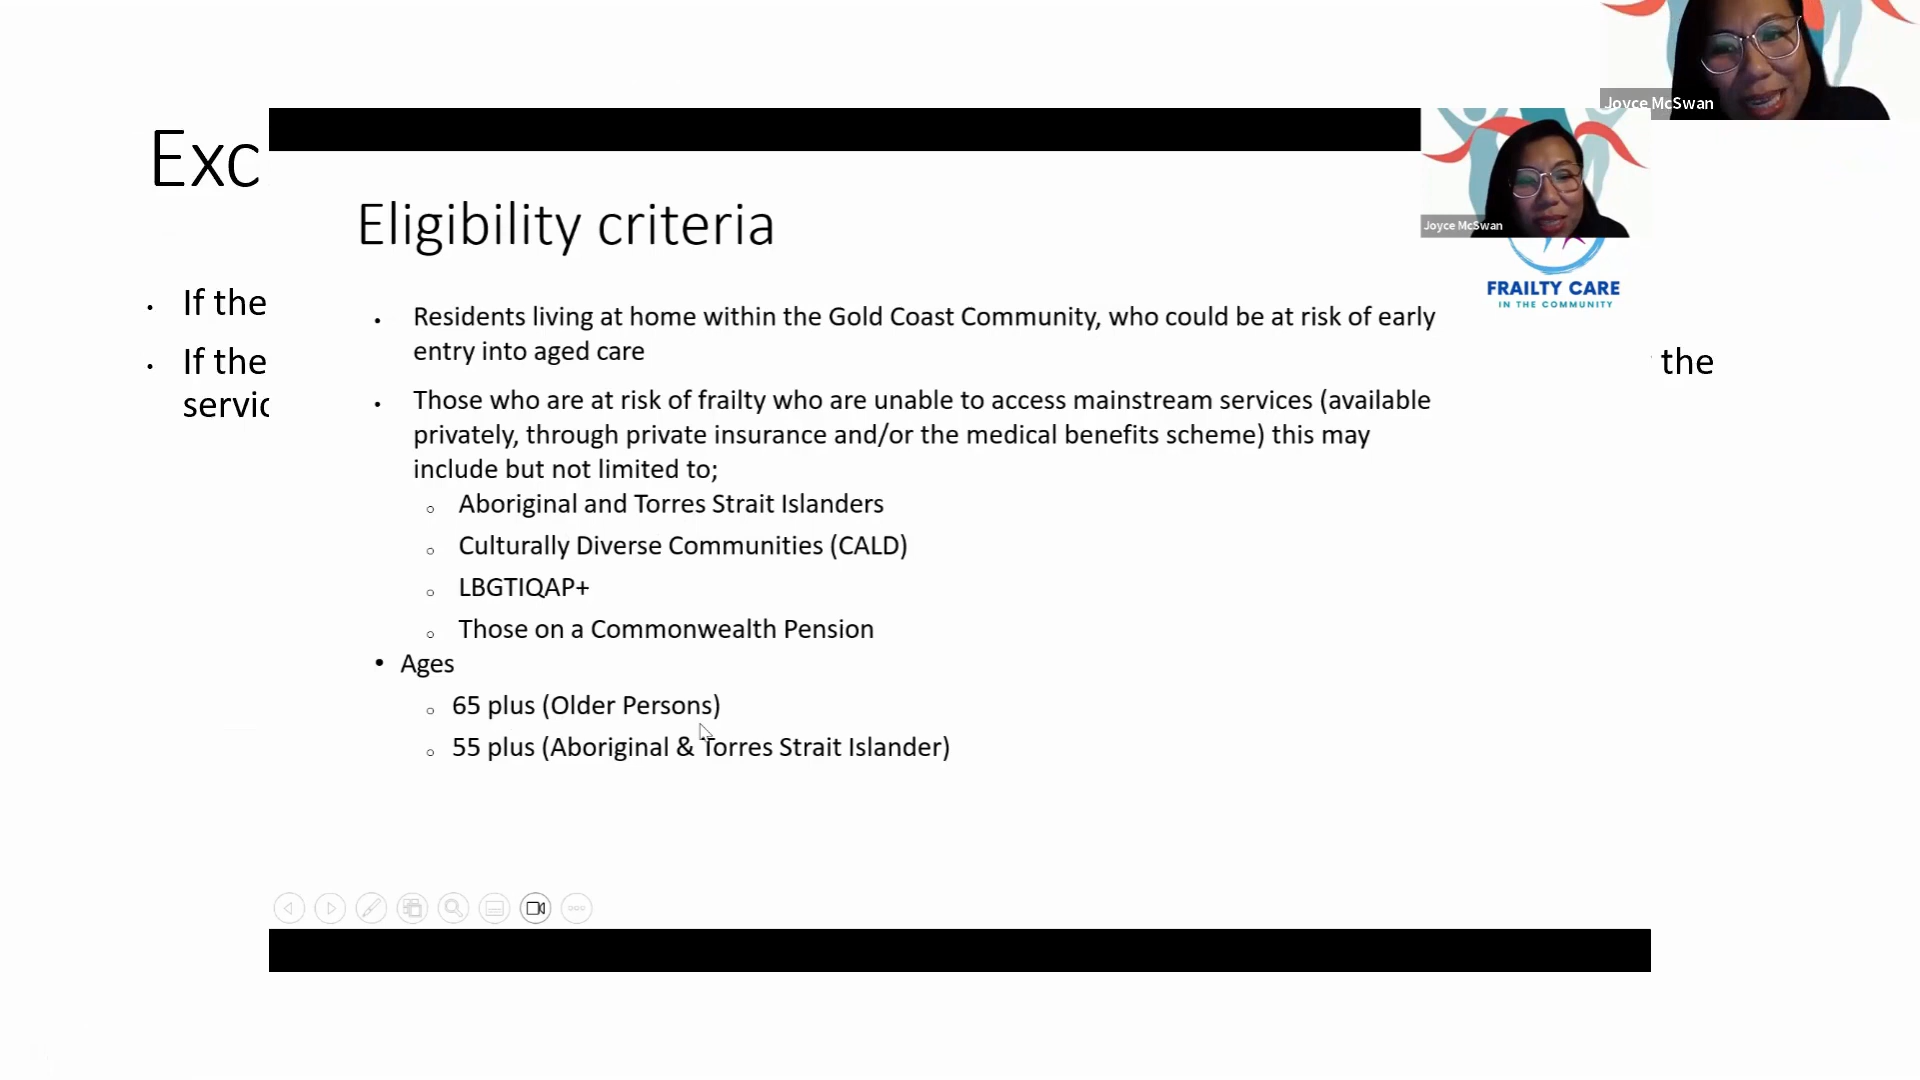 Joyce McSwan
Exc
Joyce McSwan
Eligibility criteria
FRAILTY CARE
IN THE COMMUNITY
• If the
• Residents living at home within the Gold Coast Community, who could be at risk of early
entry into aged care
• If the
the
servic
• Those who are at risk of frailty who are unable to access mainstream services (available
privately, through private insurance and/or the medical benefits scheme) this may
include but not limited to;
○ Aboriginal and Torres Strait Islanders
○ Culturally Diverse Communities (CALD)
○ LBGTIQAP+
○ Those on a Commonwealth Pension
• Ages
○ 65 plus (Older Persons)
○ 55 plus (Aboriginal & Torres Strait Islander)